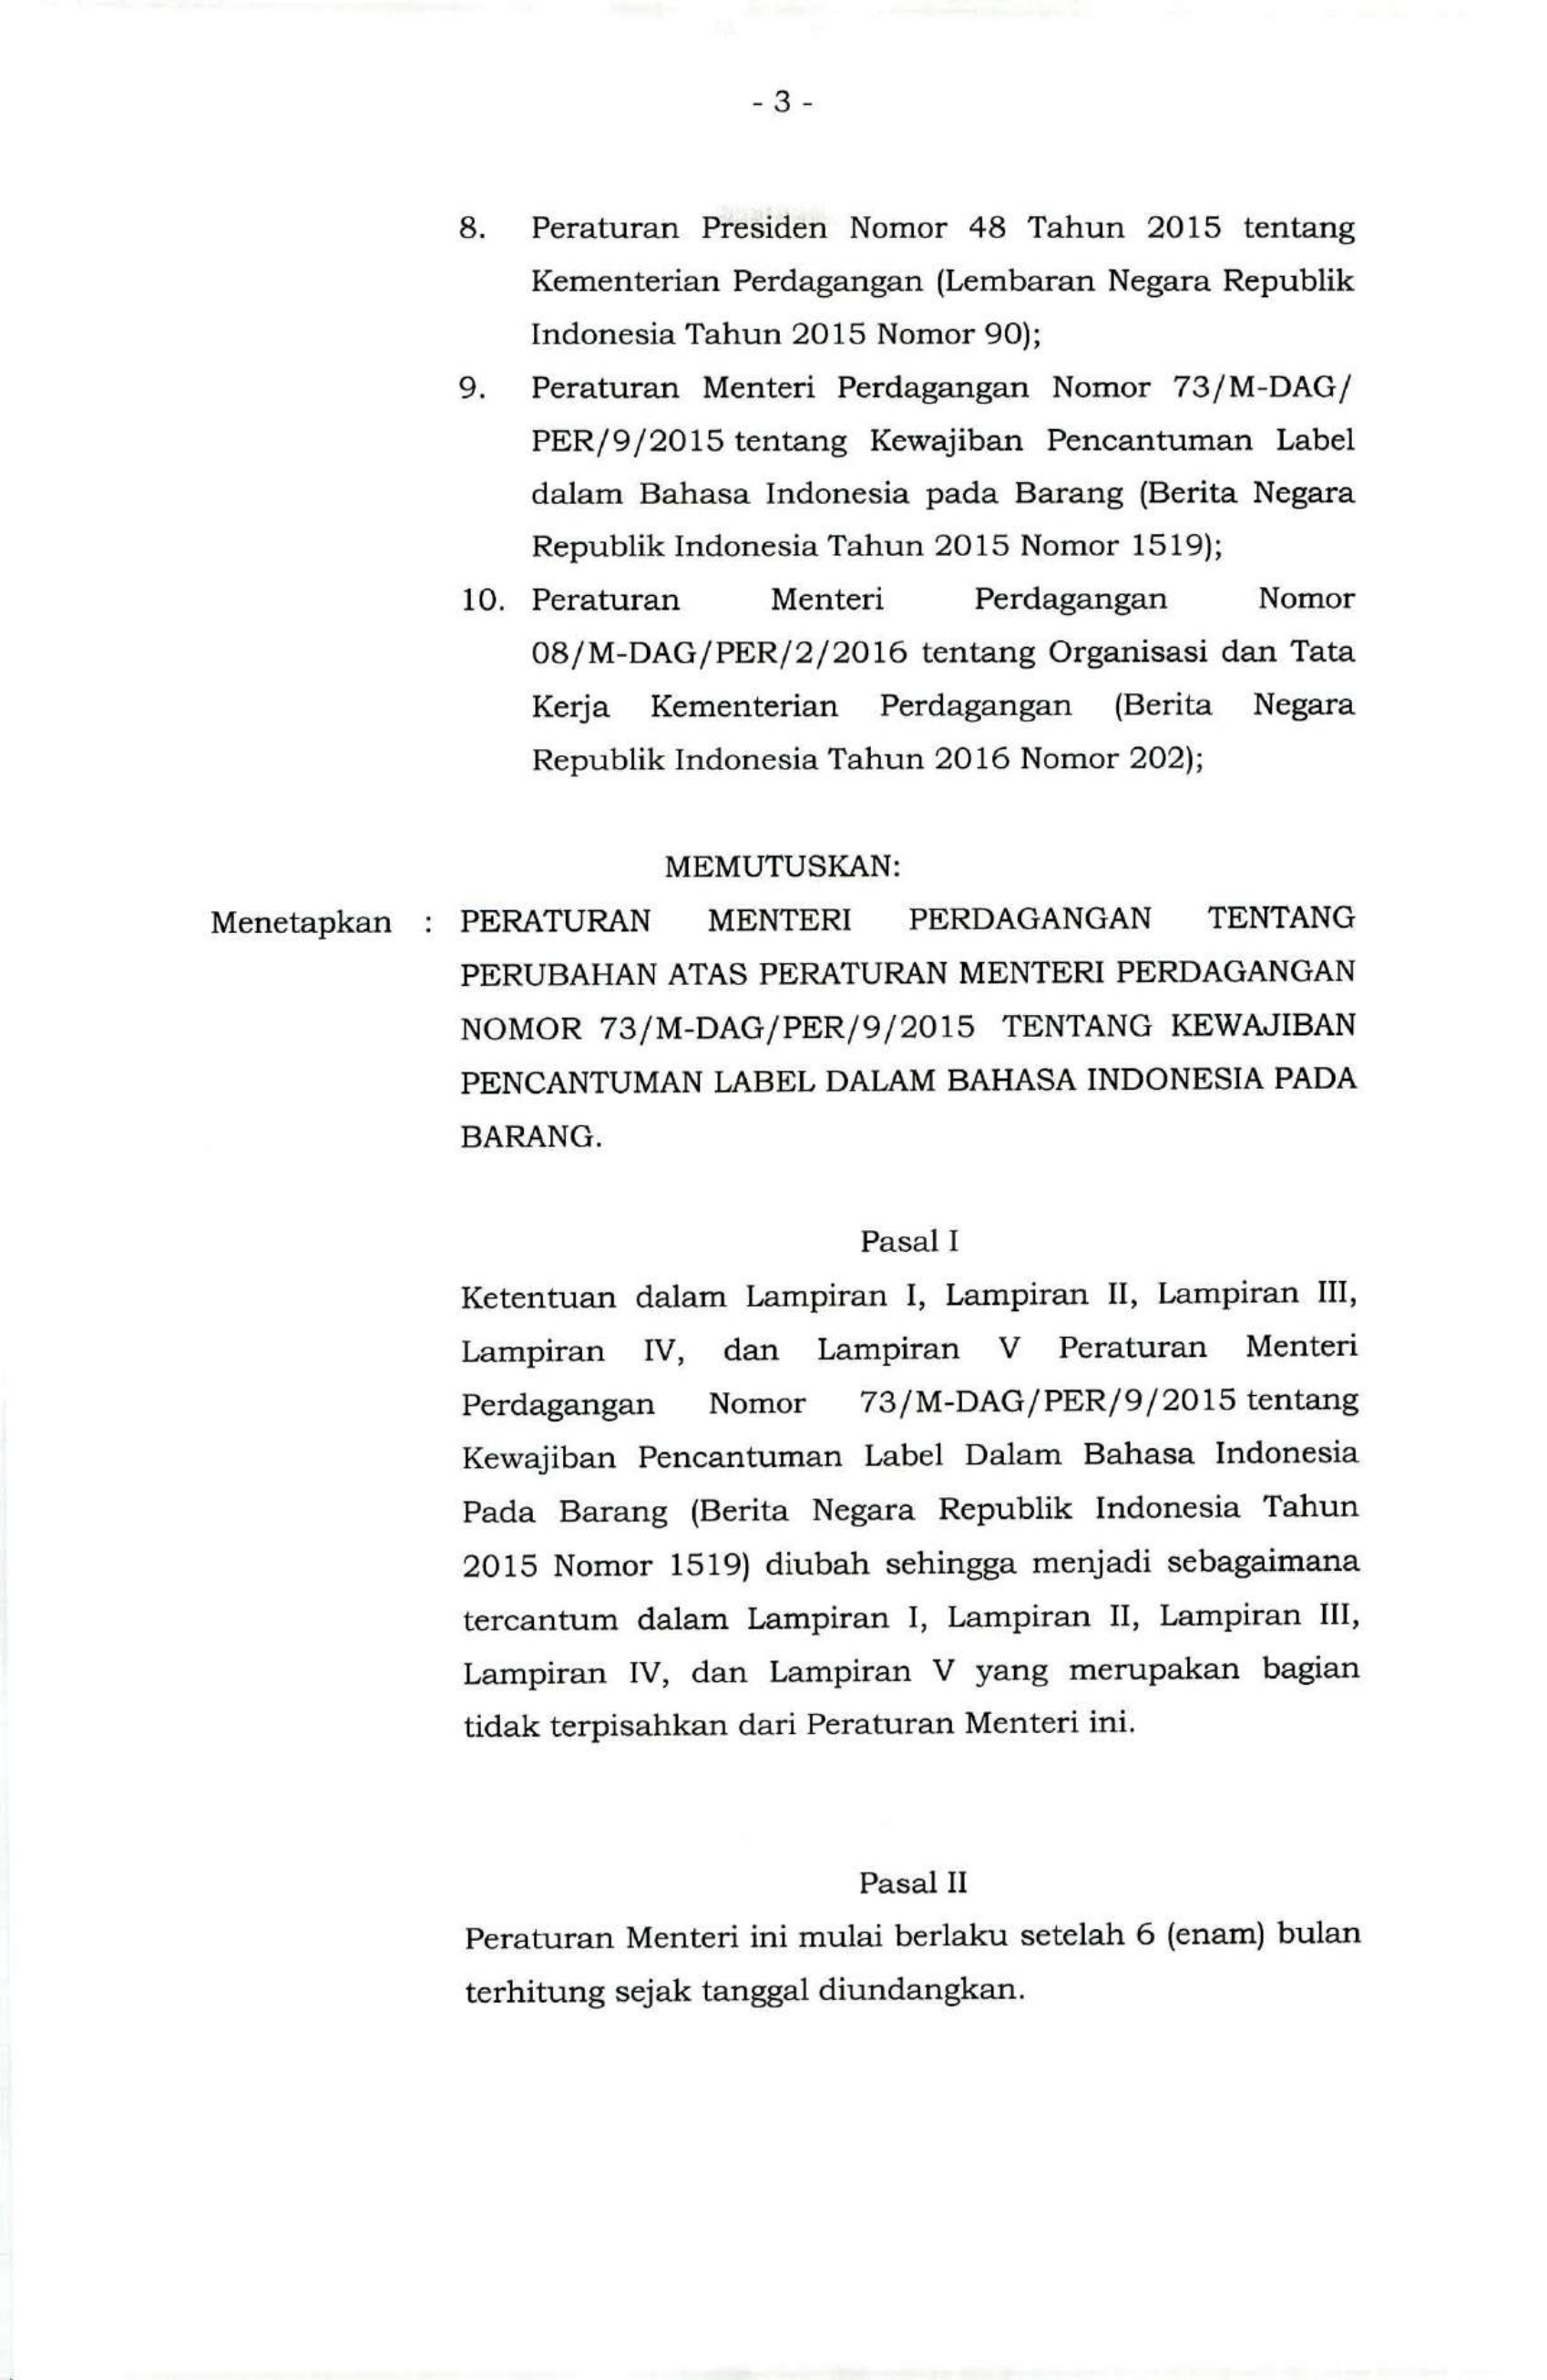 - 3 -
8. Peraturan Presiden Nomor 48 Tahun 2015 tentang
Kementerian Perdagangan (Lembaran Negara Republik
Indonesia Tahun 2015 Nomor 90);
9. Peraturan Menteri Perdagangan Nomor 73/M-DAG/
PER/9/2015 tentang Kewajiban Pencantuman Label
dalam Bahasa Indonesia pada Barang (Berita Negara
Republik Indonesia Tahun 2015 Nomor 1519);
10. Peraturan Menteri Perdagangan Nomor
08/M-DAG/PER/2/2016 tentang Organisasi dan Tata
Kerja Kementerian Perdagangan (Berita Negara
Republik Indonesia Tahun 2016 Nomor 202);
MEMUTUSKAN:
Menetapkan : PERATURAN MENTERI PERDAGANGAN TENTANG
PERUBAHAN ATAS PERATURAN MENTERI PERDAGANGAN
NOMOR 73/M-DAG/PER/9/2015 TENTANG KEWAJIBAN
PENCANTUMAN LABEL DALAM BAHASA INDONESIA PADA
BARANG.
Pasal I
Ketentuan dalam Lampiran I, Lampiran II, Lampiran III,
Lampiran IV, dan Lampiran V Peraturan Menteri
Perdagangan Nomor 73/M-DAG/PER/9/2015 tentang
Kewajiban Pencantuman Label Dalam Bahasa Indonesia
Pada Barang (Berita Negara Republik Indonesia Tahun
2015 Nomor 1519) diubah sehingga menjadi sebagaimana
tercantum dalam Lampiran I, Lampiran II, Lampiran III,
Lampiran IV, dan Lampiran V yang merupakan bagian
tidak terpisahkan dari Peraturan Menteri ini.
Pasal II
Peraturan Menteri ini mulai berlaku setelah 6 (enam) bulan
terhitung sejak tanggal diundangkan.